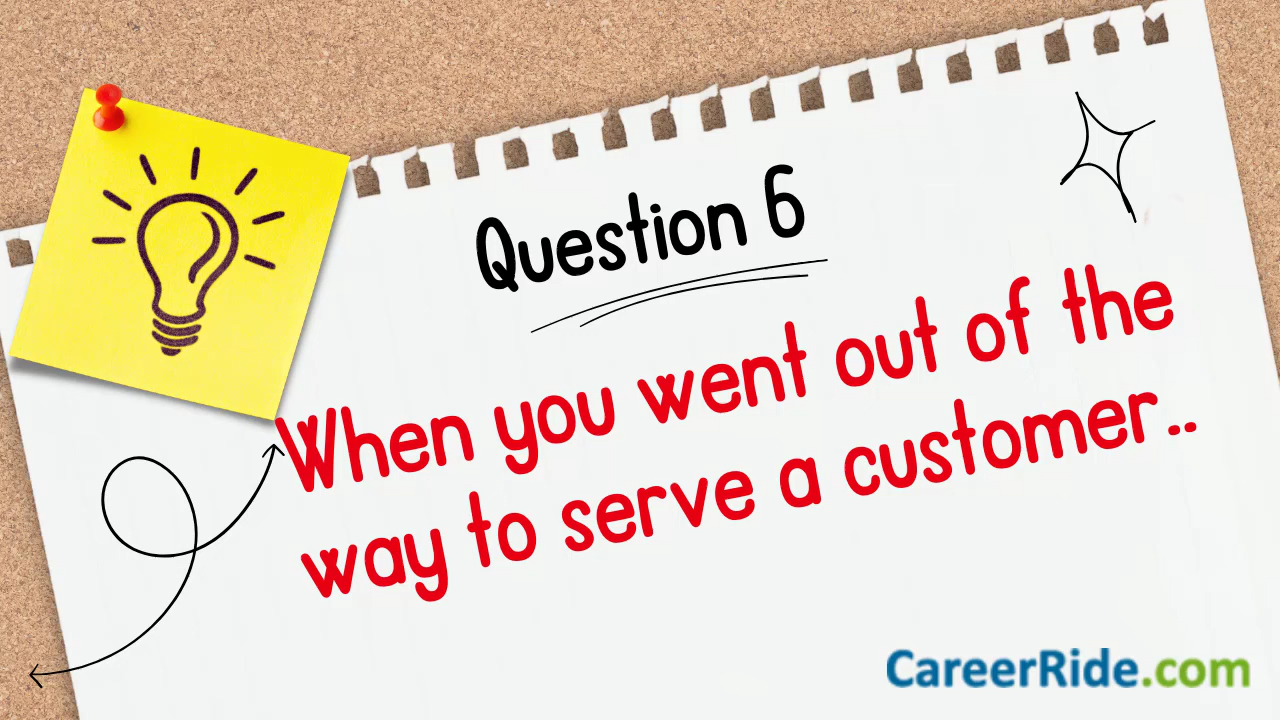 Question 6
When you went out of the
way to serve a customer..
CareerRide.com